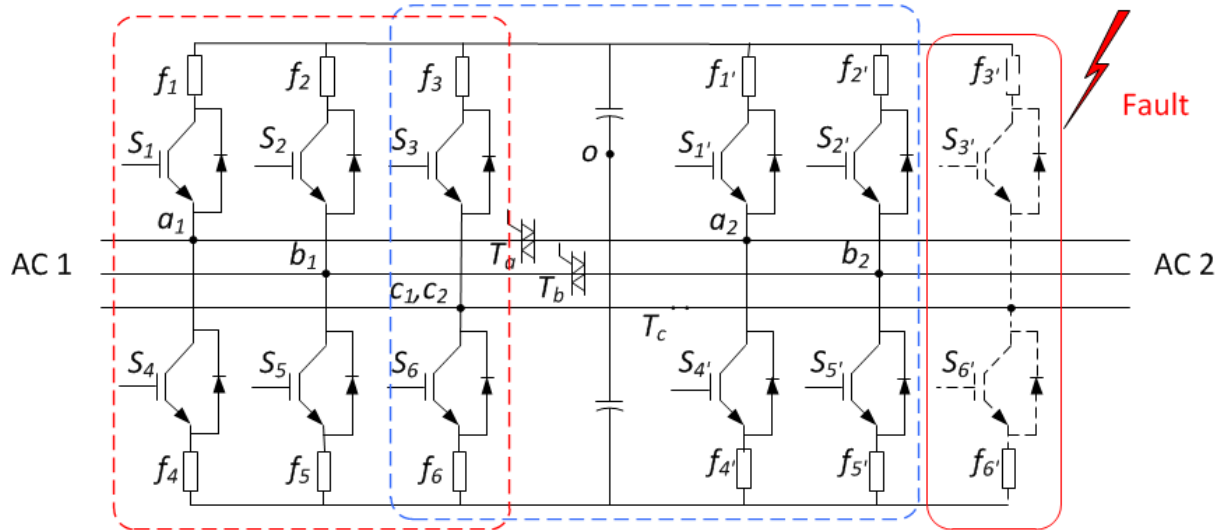 f1 f2 f3 f1' f2' f3'
Fault
S1 S2 S3 o S1' S2' S3'
a1 a2
AC 1 b1 Ta b2 AC 2
c1,c2 Tb
Tc
S4 S5 S6 S4' S5' S6'
f4 f5 f6 f4' f5' f6'